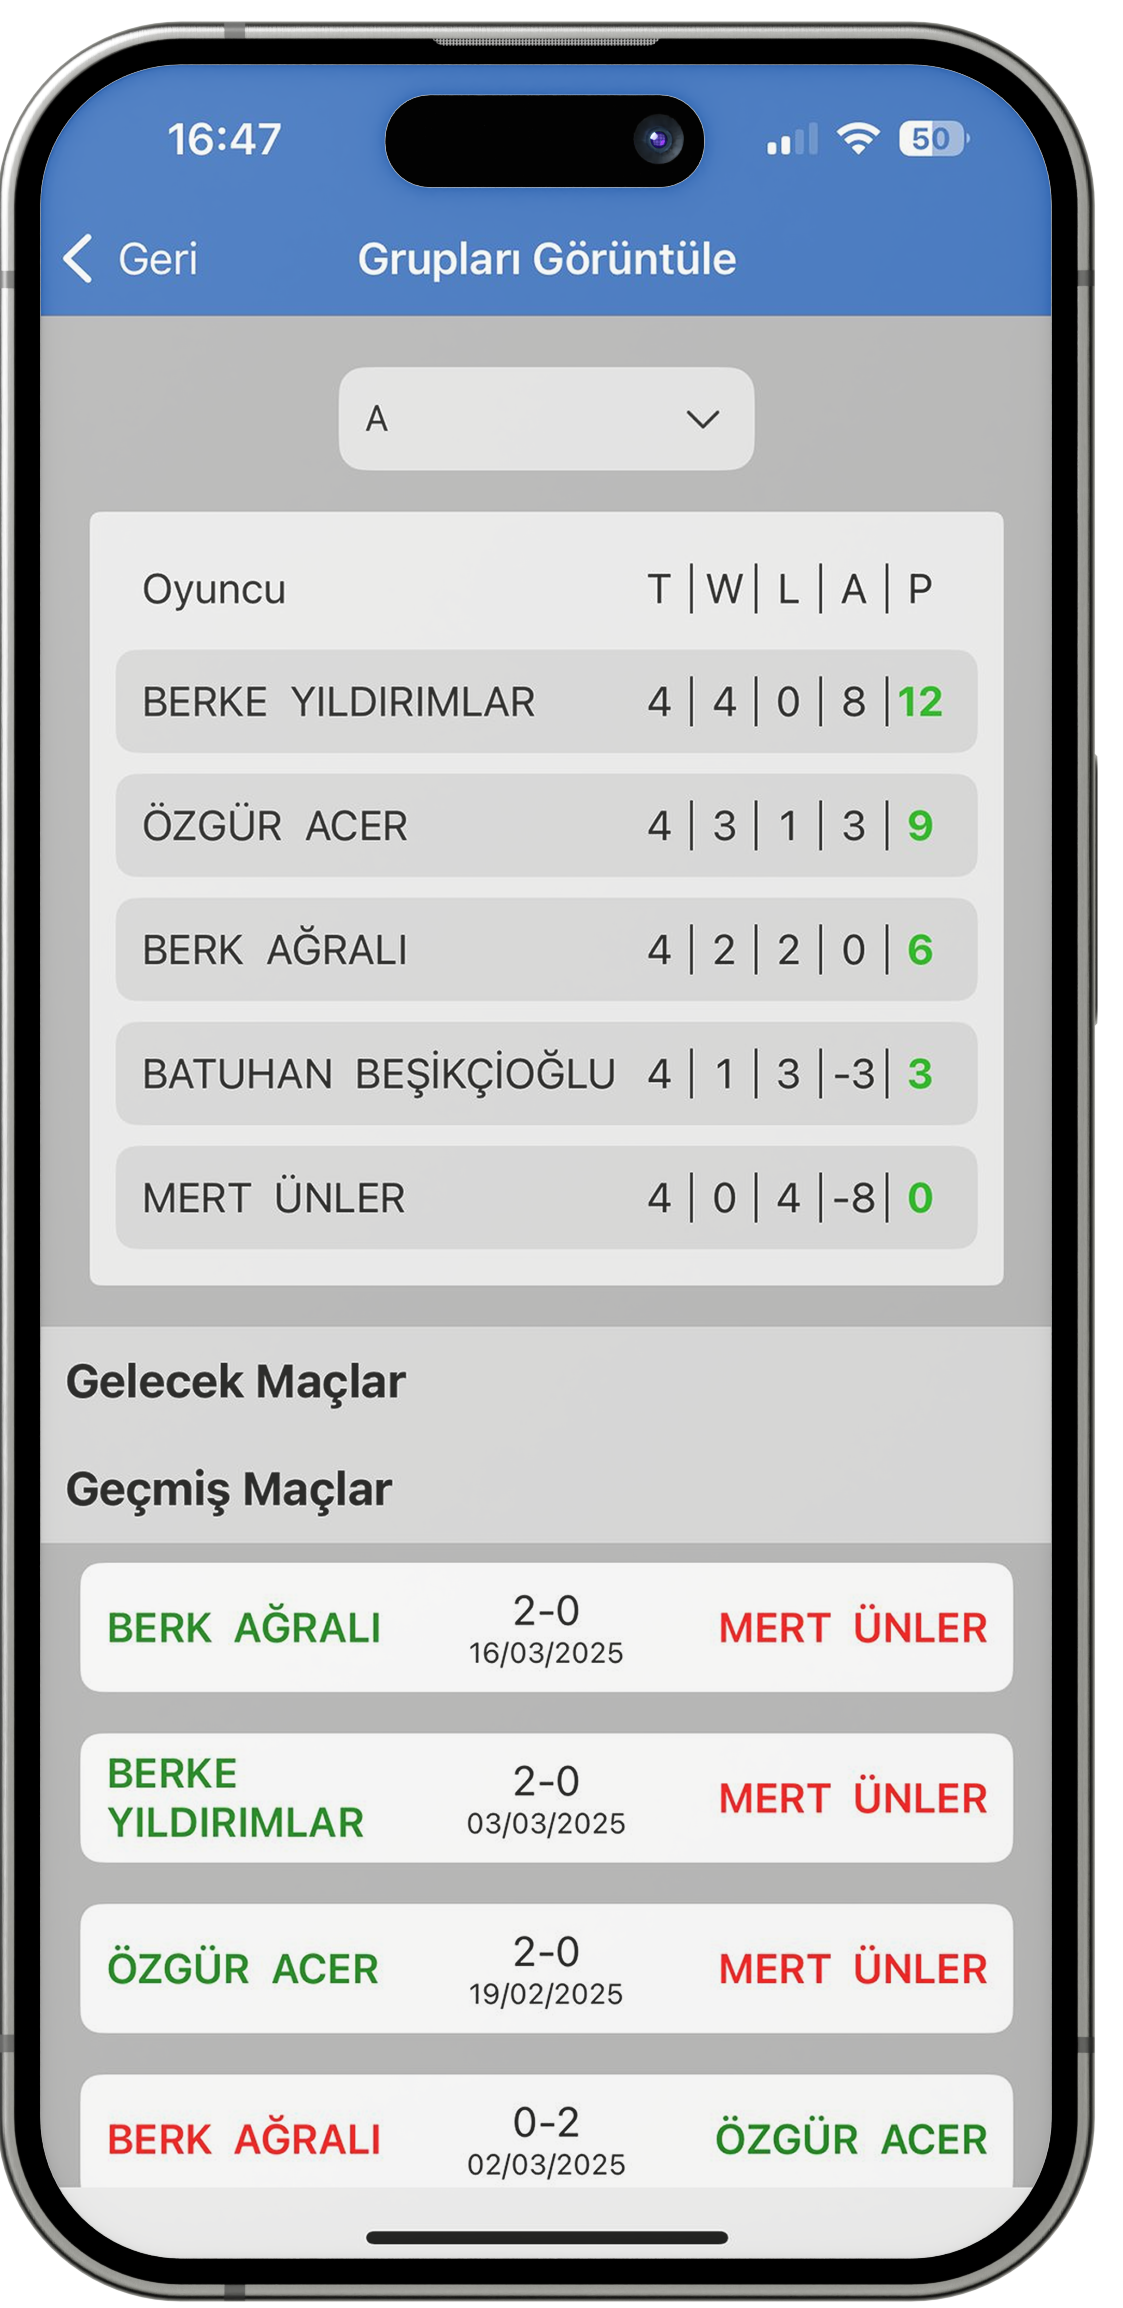 16:47 50
Geri Grupları Görüntüle
A
Oyuncu T | W | L | A | P
BERKE YILDIRIMLAR 4 | 4 | 0 | 8 | 12
ÖZGÜR ACER 4 | 3 | 1 | 3 | 9
BERK AĞRALI 4 | 2 | 2 | 0 | 6
BATUHAN BEŞİKÇİOĞLU 4 | 1 | 3 | -3 | 3
MERT ÜNLER 4 | 0 | 4 | -8 | 0
Gelecek Maçlar
Geçmiş Maçlar
BERK AĞRALI 2-0 MERT ÜNLER
16/03/2025
BERKE YILDIRIMLAR 2-0 MERT ÜNLER
03/03/2025
ÖZGÜR ACER 2-0 MERT ÜNLER
19/02/2025
BERK AĞRALI 0-2 ÖZGÜR ACER
02/03/2025